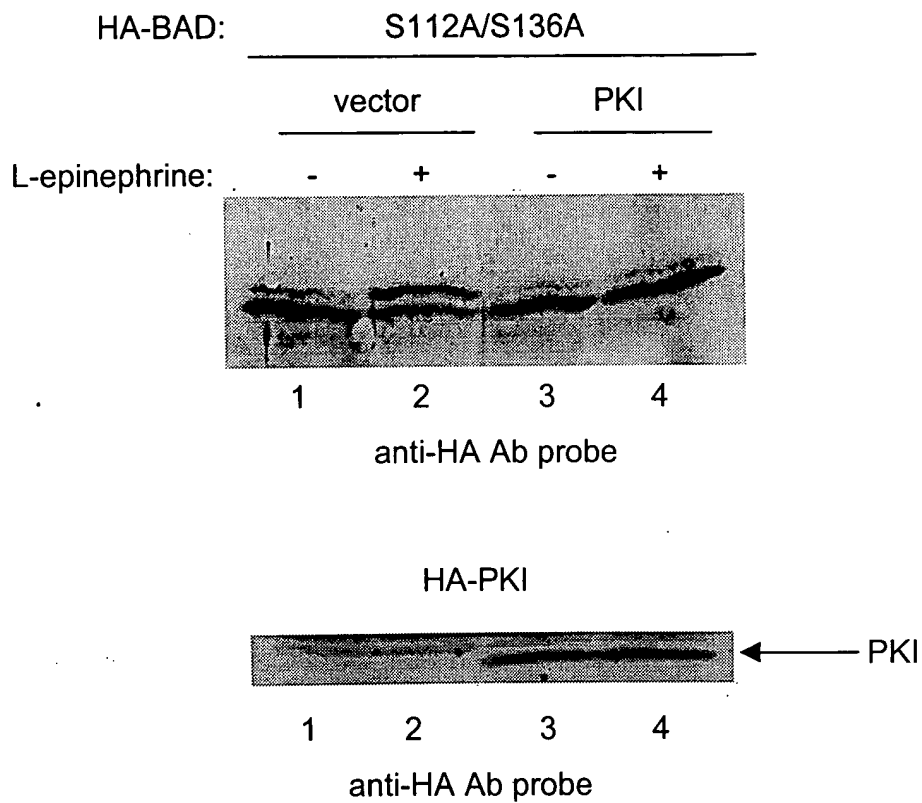 HA-BAD: S112A/S136A
vector PKI
L-epinephrine: - + - +
1 2 3 4
anti-HA Ab probe
HA-PKI
PKI
1 2 3 4
anti-HA Ab probe